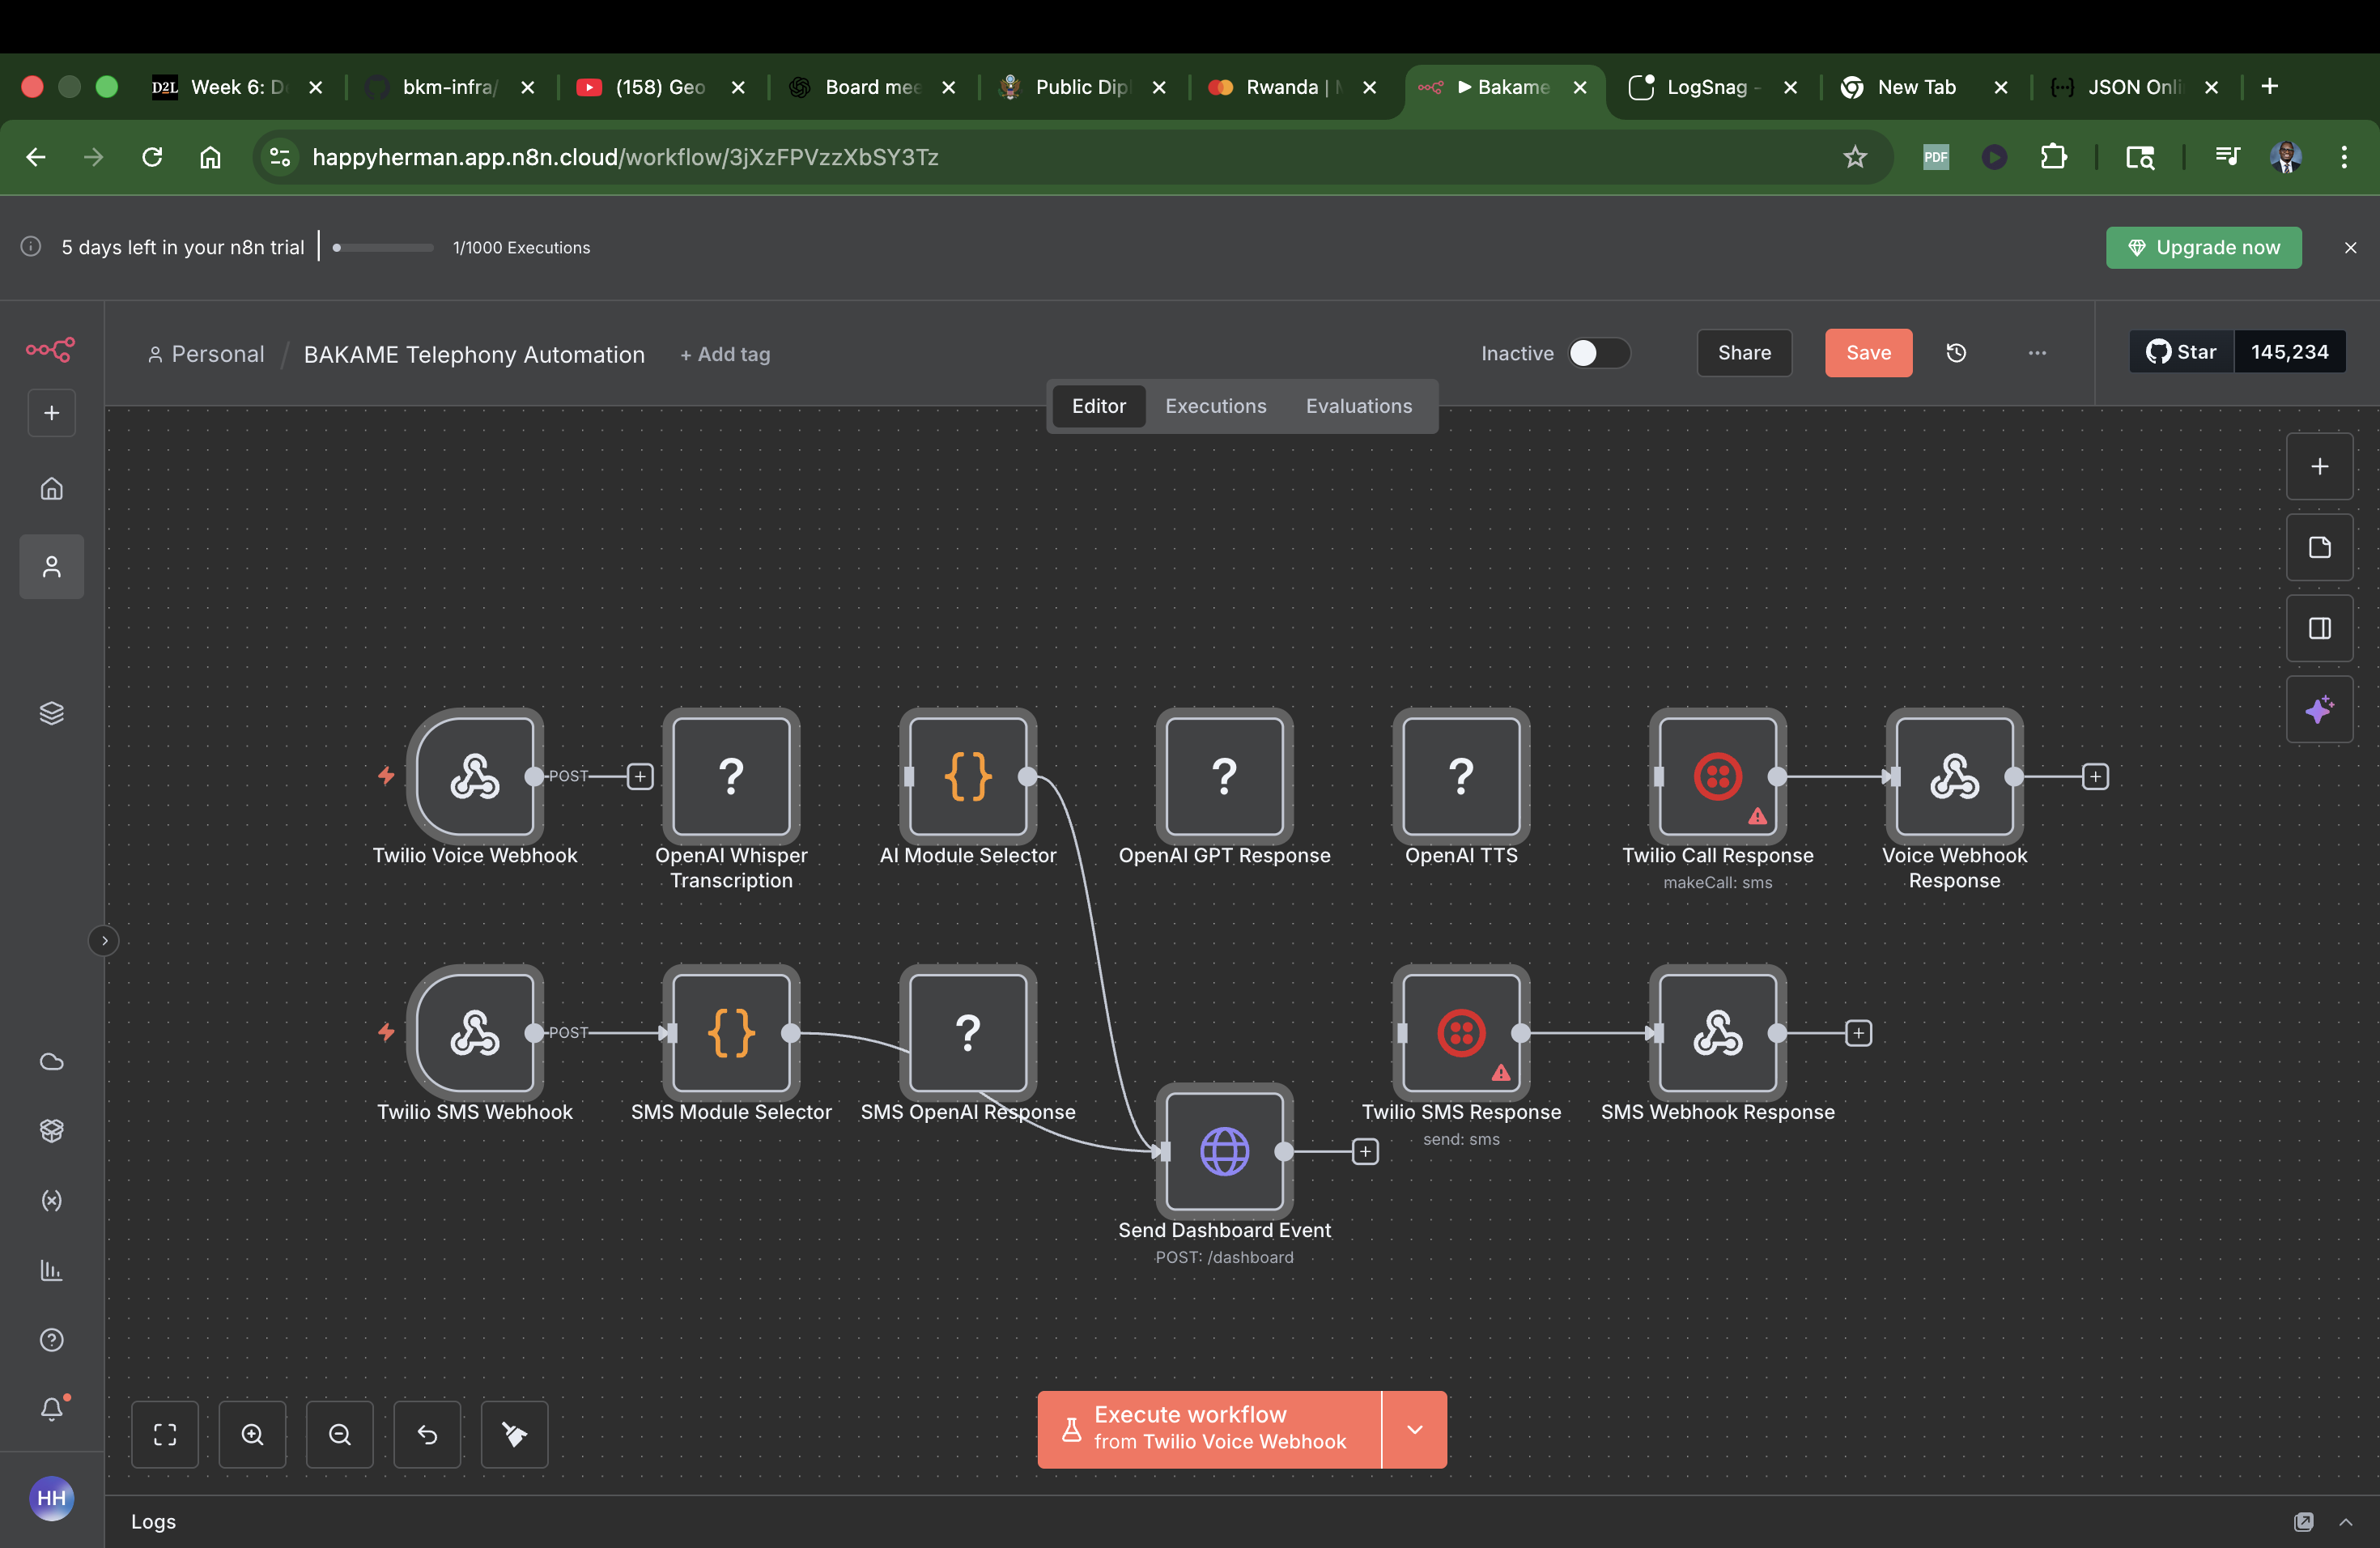 Week 6: D
bkm-infra/
(158) Geo
Board mee
Public Dipl
Rwanda |
Bakame
LogSnag -
New Tab
JSON Onli
happyherman.app.n8n.cloud/workflow/3jXzFPVzzXbSY3Tz
PDF
5 days left in your n8n trial
1/1000 Executions
Upgrade now
Personal / BAKAME Telephony Automation
+ Add tag
Inactive
Share
Save
Star
145,234
Editor
Executions
Evaluations
POST
Twilio Voice Webhook
?
OpenAI Whisper
Transcription
{}
AI Module Selector
?
OpenAI GPT Response
?
OpenAI TTS
Twilio Call Response
makeCall: sms
Voice Webhook
Response
POST
Twilio SMS Webhook
{}
SMS Module Selector
?
SMS OpenAI Response
Twilio SMS Response
send: sms
SMS Webhook Response
Send Dashboard Event
POST: /dashboard
Execute workflow
from Twilio Voice Webhook
HH
Logs